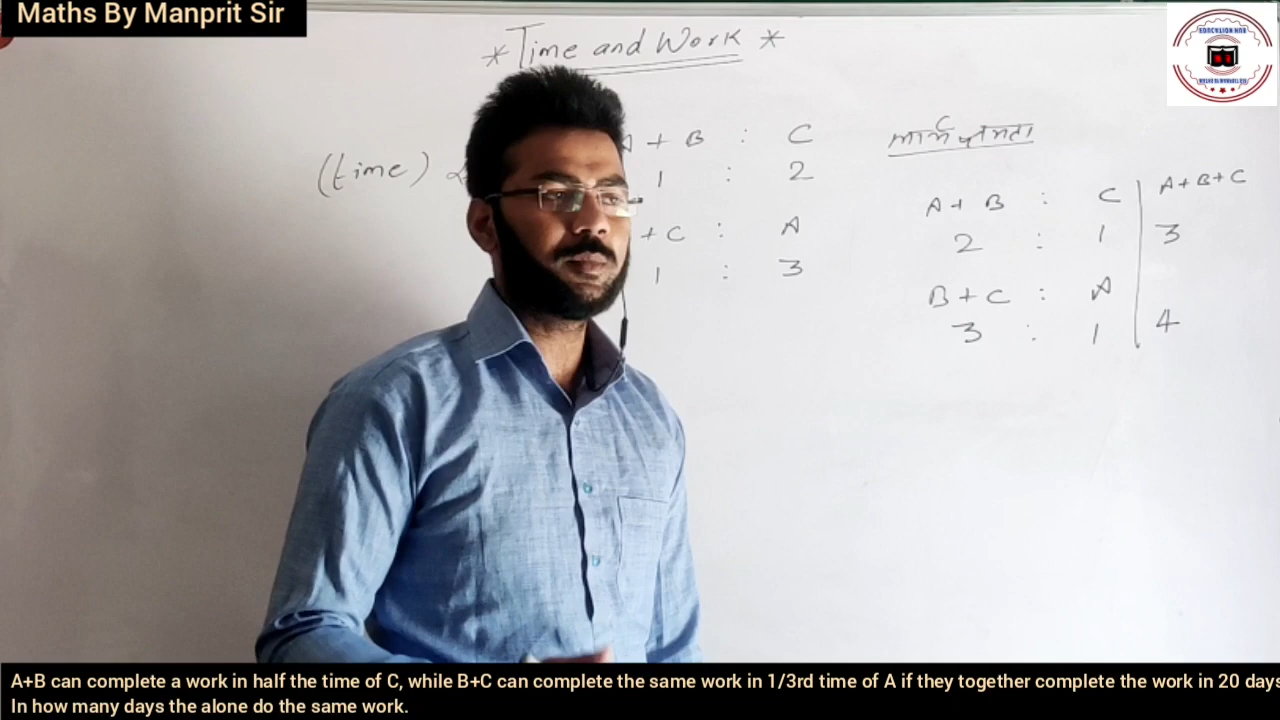 Maths By Manprit Sir
* Time and Work *
A + B : C
(time) 1 : 2
+ C : A
1 : 3
A + B : C
2 : 1
B + C : A
3 : 1
A+B+C
3
4
A+B can complete a work in half the time of C, while B+C can complete the same work in 1/3rd time of A if they together complete the work in 20 days
In how many days the alone do the same work.